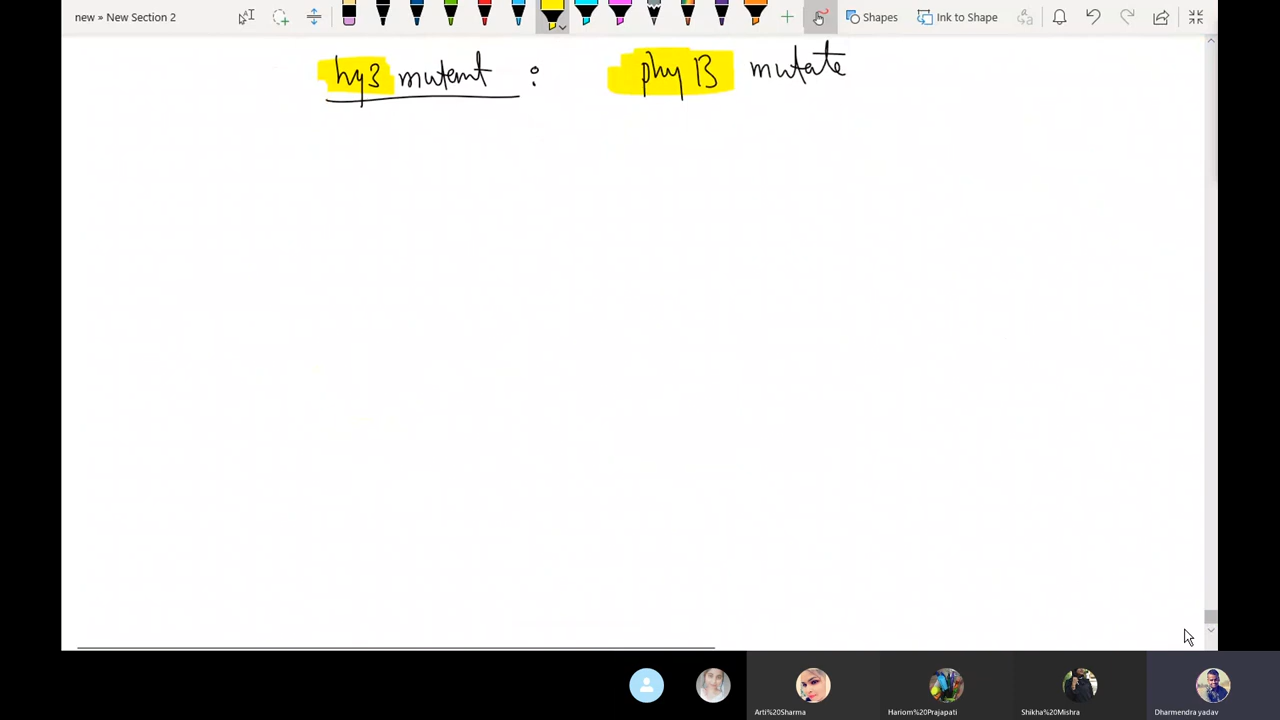 new » New Section 2
Shapes
Ink to Shape
hy3 mutant : phy B mutate
Arti%20Sharma
Hariom%20Prajapati
Shikha%20Mishra
Dharmendra yadav